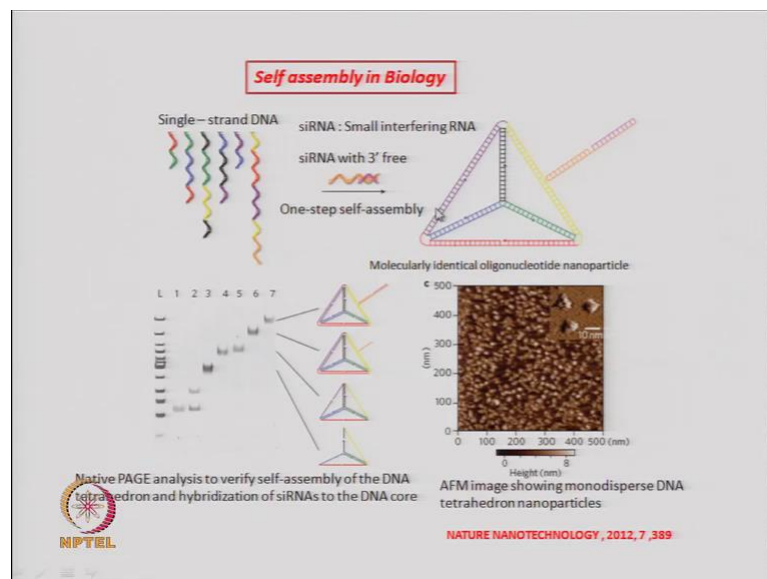 Self assembly in Biology
Single – strand DNA
siRNA : Small interfering RNA
siRNA with 3' free
One-step self-assembly
Molecularly identical oligonucleotide nanoparticle
L 1 2 3 4 5 6 7
c
500
400
300
200
100
0
(nm)
10 nm
0 100 200 300 400 500 (nm)
0 8
Height (nm)
Native PAGE analysis to verify self-assembly of the DNA
tetrahedron and hybridization of siRNAs to the DNA core
AFM image showing monodisperse DNA
tetrahedron nanoparticles
NATURE NANOTECHNOLOGY , 2012, 7 ,389
NPTEL